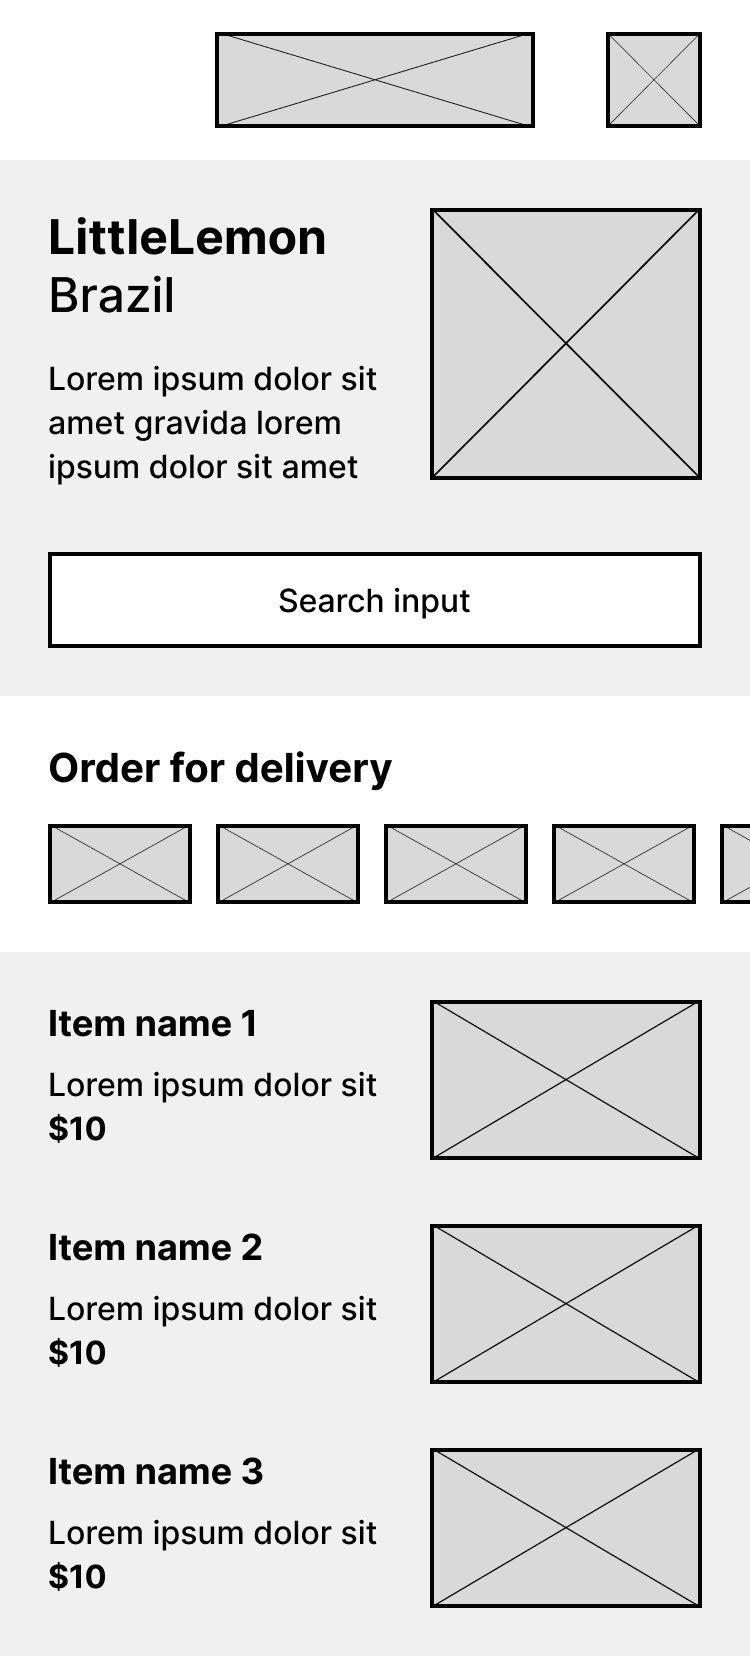 LittleLemon
Brazil
Lorem ipsum dolor sit
amet gravida lorem
ipsum dolor sit amet
Search input
Order for delivery
Item name 1
Lorem ipsum dolor sit
$10
Item name 2
Lorem ipsum dolor sit
$10
Item name 3
Lorem ipsum dolor sit
$10